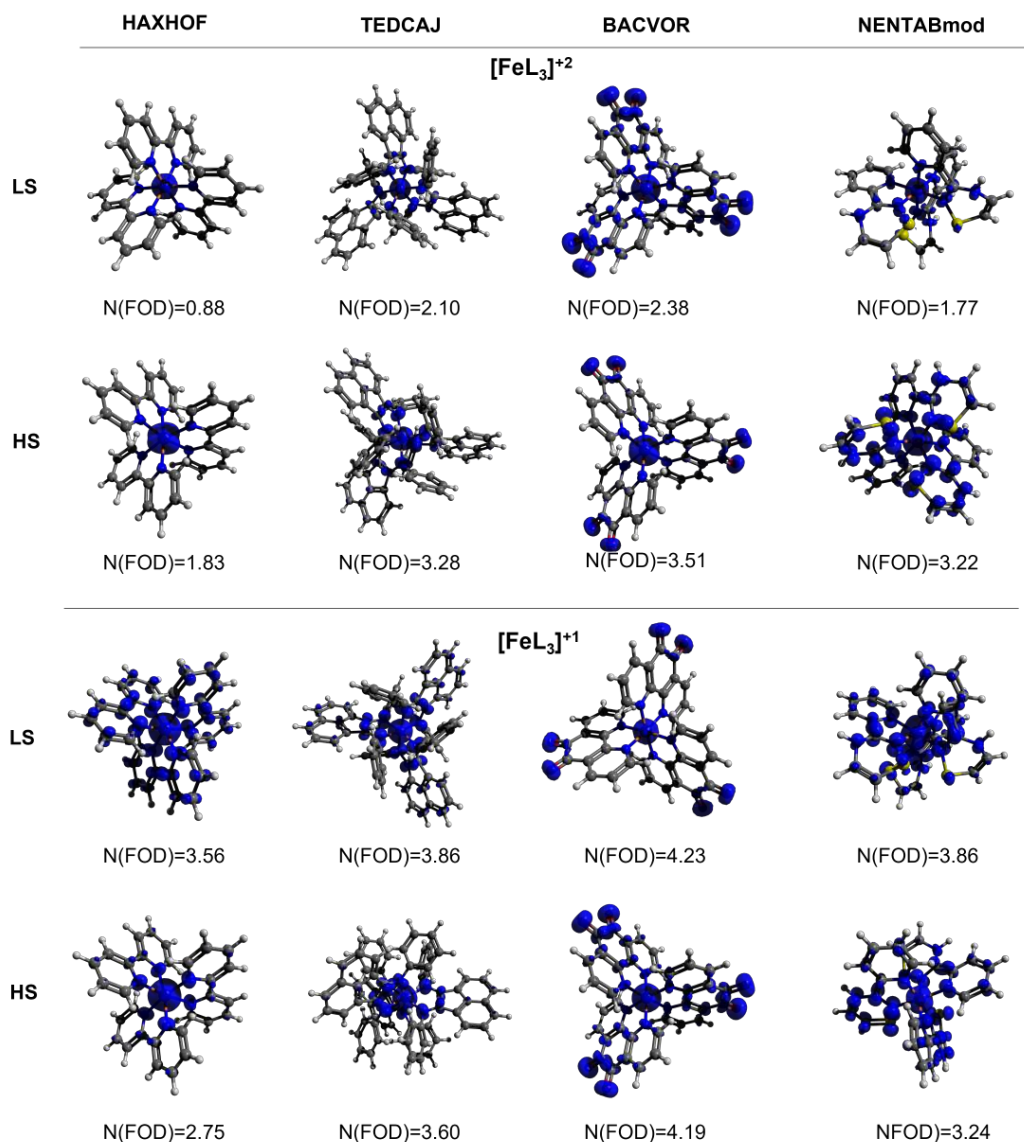 HAXHOF TEDCAJ BACVOR NENTABmod
[FeL3]+2
LS
N(FOD)=0.88 N(FOD)=2.10 N(FOD)=2.38 N(FOD)=1.77
HS
N(FOD)=1.83 N(FOD)=3.28 N(FOD)=3.51 N(FOD)=3.22
[FeL3]+1
LS
N(FOD)=3.56 N(FOD)=3.86 N(FOD)=4.23 N(FOD)=3.86
HS
N(FOD)=2.75 N(FOD)=3.60 N(FOD)=4.19 NFOD)=3.24